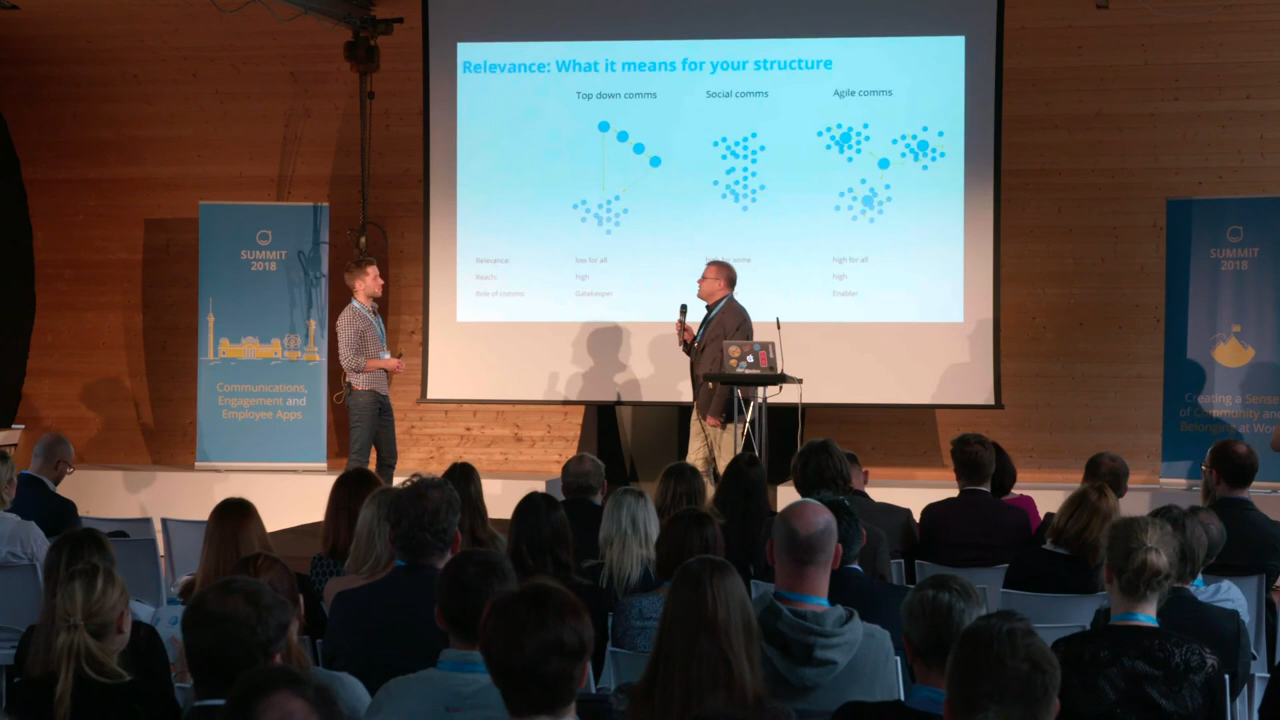 Relevance: What it means for your structure
Top down comms
Social comms
Agile comms
Relevance:
low for all
for some
high for all
Reach:
high
high
Role of comms:
Gatekeeper
Enabler
SUMMIT
2018
Communications,
Engagement and
Employee Apps
SUMMIT
2018
Creating a Sense
of Community and
Belonging at